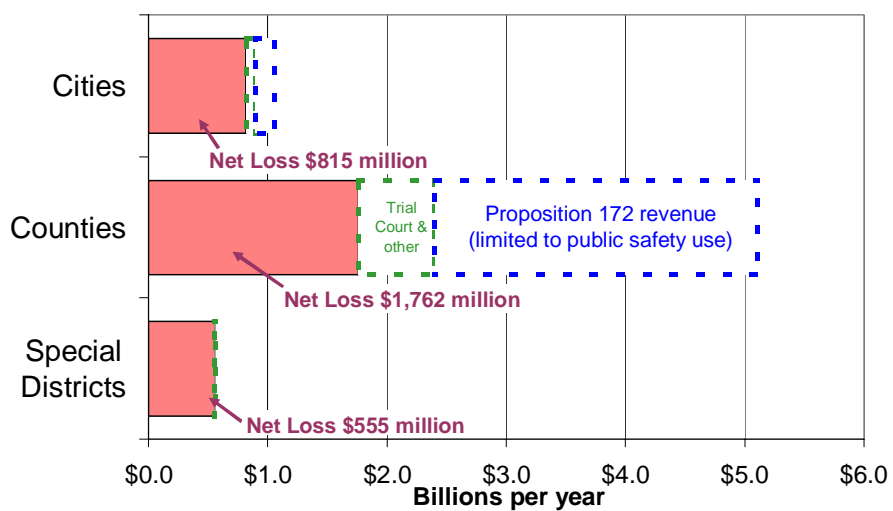 Cities
Net Loss $815 million
Counties
Trial
Court &
other
Proposition 172 revenue
(limited to public safety use)
Net Loss $1,762 million
Special
Districts
Net Loss $555 million
$0.0 $1.0 $2.0 $3.0 $4.0 $5.0 $6.0
Billions per year